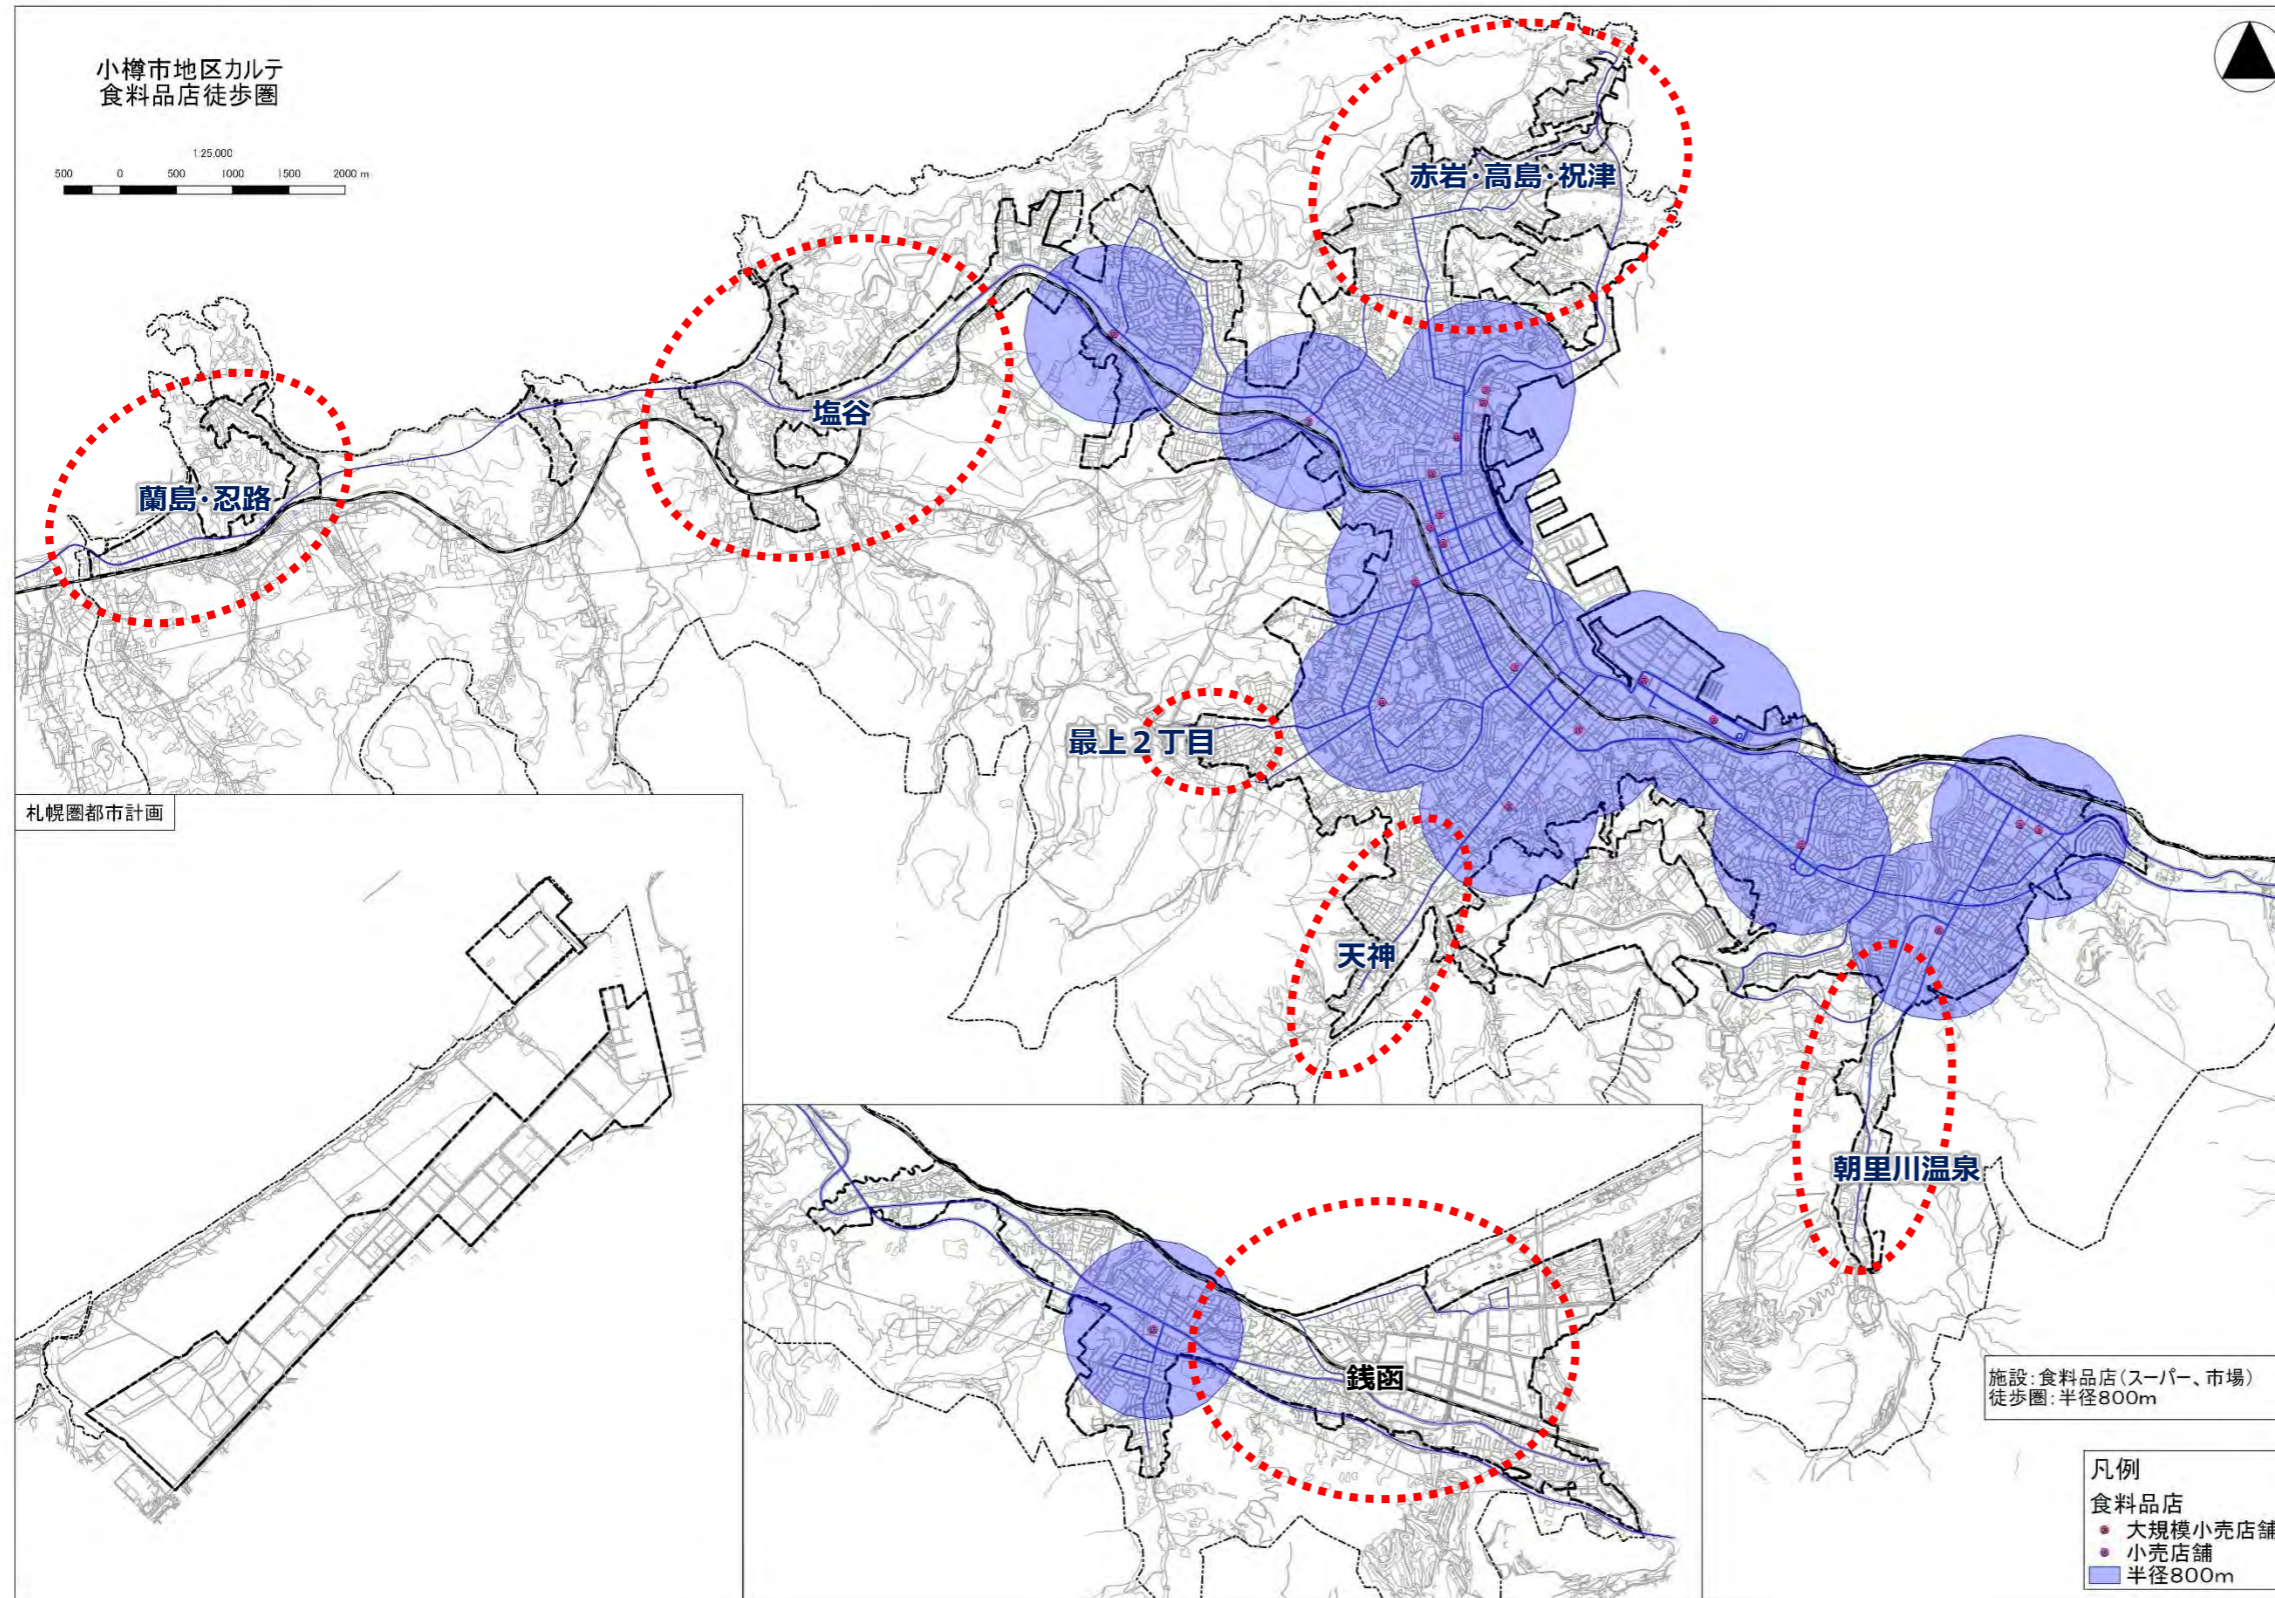 小樽市地区カルテ
食料品店徒歩圏
1:25.000
500 0 500 1000 1500 2000 m
赤岩・高島・祝津
塩谷
蘭島・忍路
最上２丁目
天神
朝里川温泉
札幌圏都市計画
銭函
施設:食料品店(スーパー、市場)
徒歩圏:半径800m
凡例
食料品店
大規模小売店舗
小売店舗
半径800m